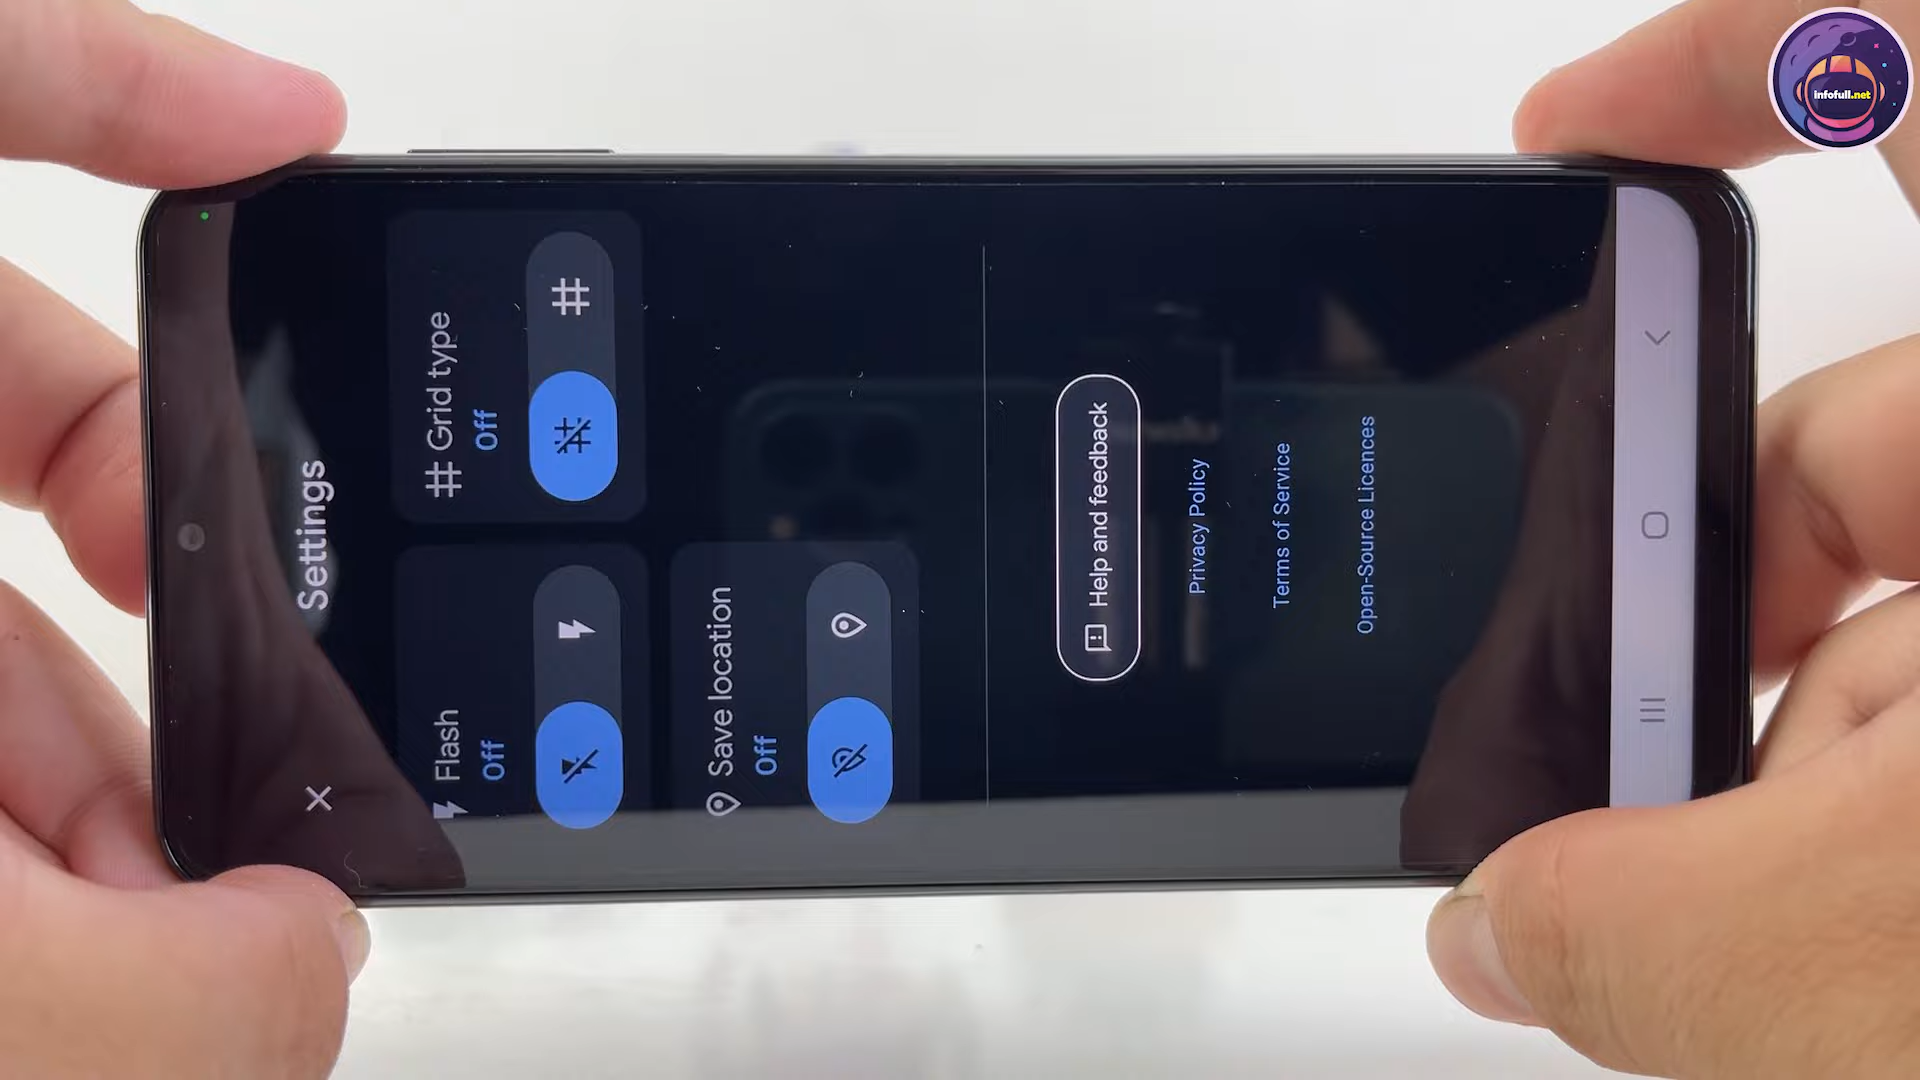 Settings
Flash
Off
Grid type
Off
Save location
Off
Help and feedback
Privacy Policy
Terms of Service
Open-Source Licences
infofull.net